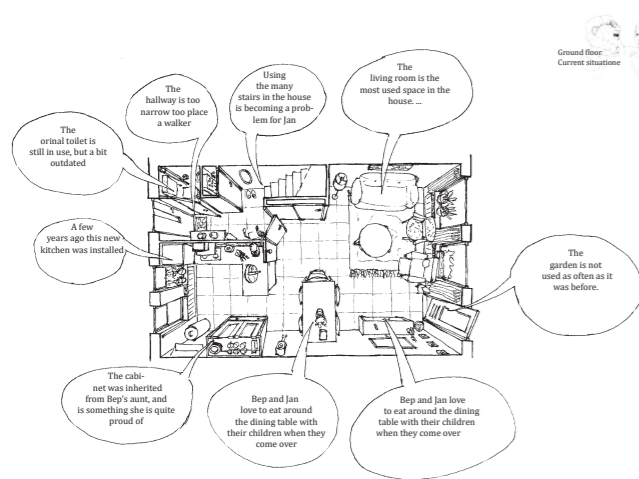 Ground floor
Current situatione
The
living room is the
most used space in the
house. ...
Using
the many
stairs in the house
is becoming a prob-
lem for Jan
The
hallway is too
narrow too place
a walker
The
orinal toilet is
still in use, but a bit
outdated
A few
years ago this new
kitchen was installed
The
garden is not
used as often as it
was before.
The cabi-
net was inherited
from Bep's aunt, and
is something she is quite
proud of
Bep and Jan
love to eat around
the dining table with
their children when they
come over
Bep and Jan love
to eat around the dining
table with their children
when they come over